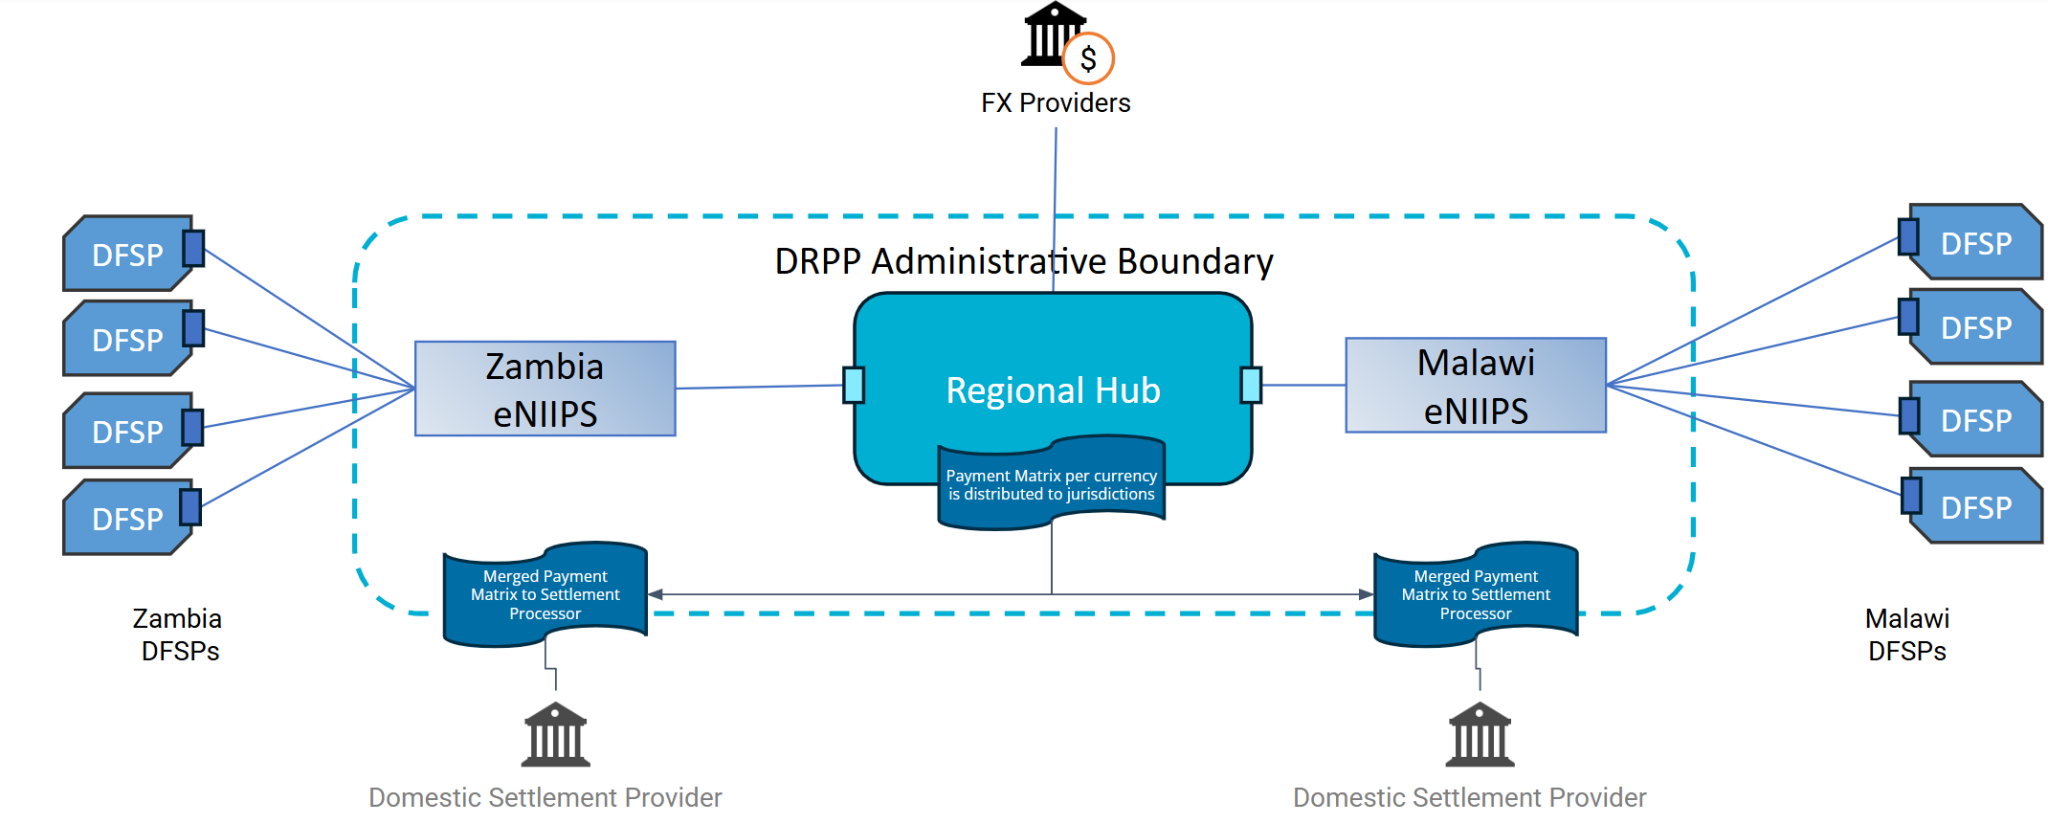 $
FX Providers
DRPP Administrative Boundary
DFSP
DFSP
DFSP
DFSP
Zambia
DFSPs
Zambia
eNIIPS
Regional Hub
Payment Matrix per currency
is distributed to jurisdictions
Malawi
eNIIPS
DFSP
DFSP
DFSP
DFSP
Malawi
DFSPs
Merged Payment
Matrix to Settlement
Processor
Merged Payment
Matrix to Settlement
Processor
Domestic Settlement Provider
Domestic Settlement Provider